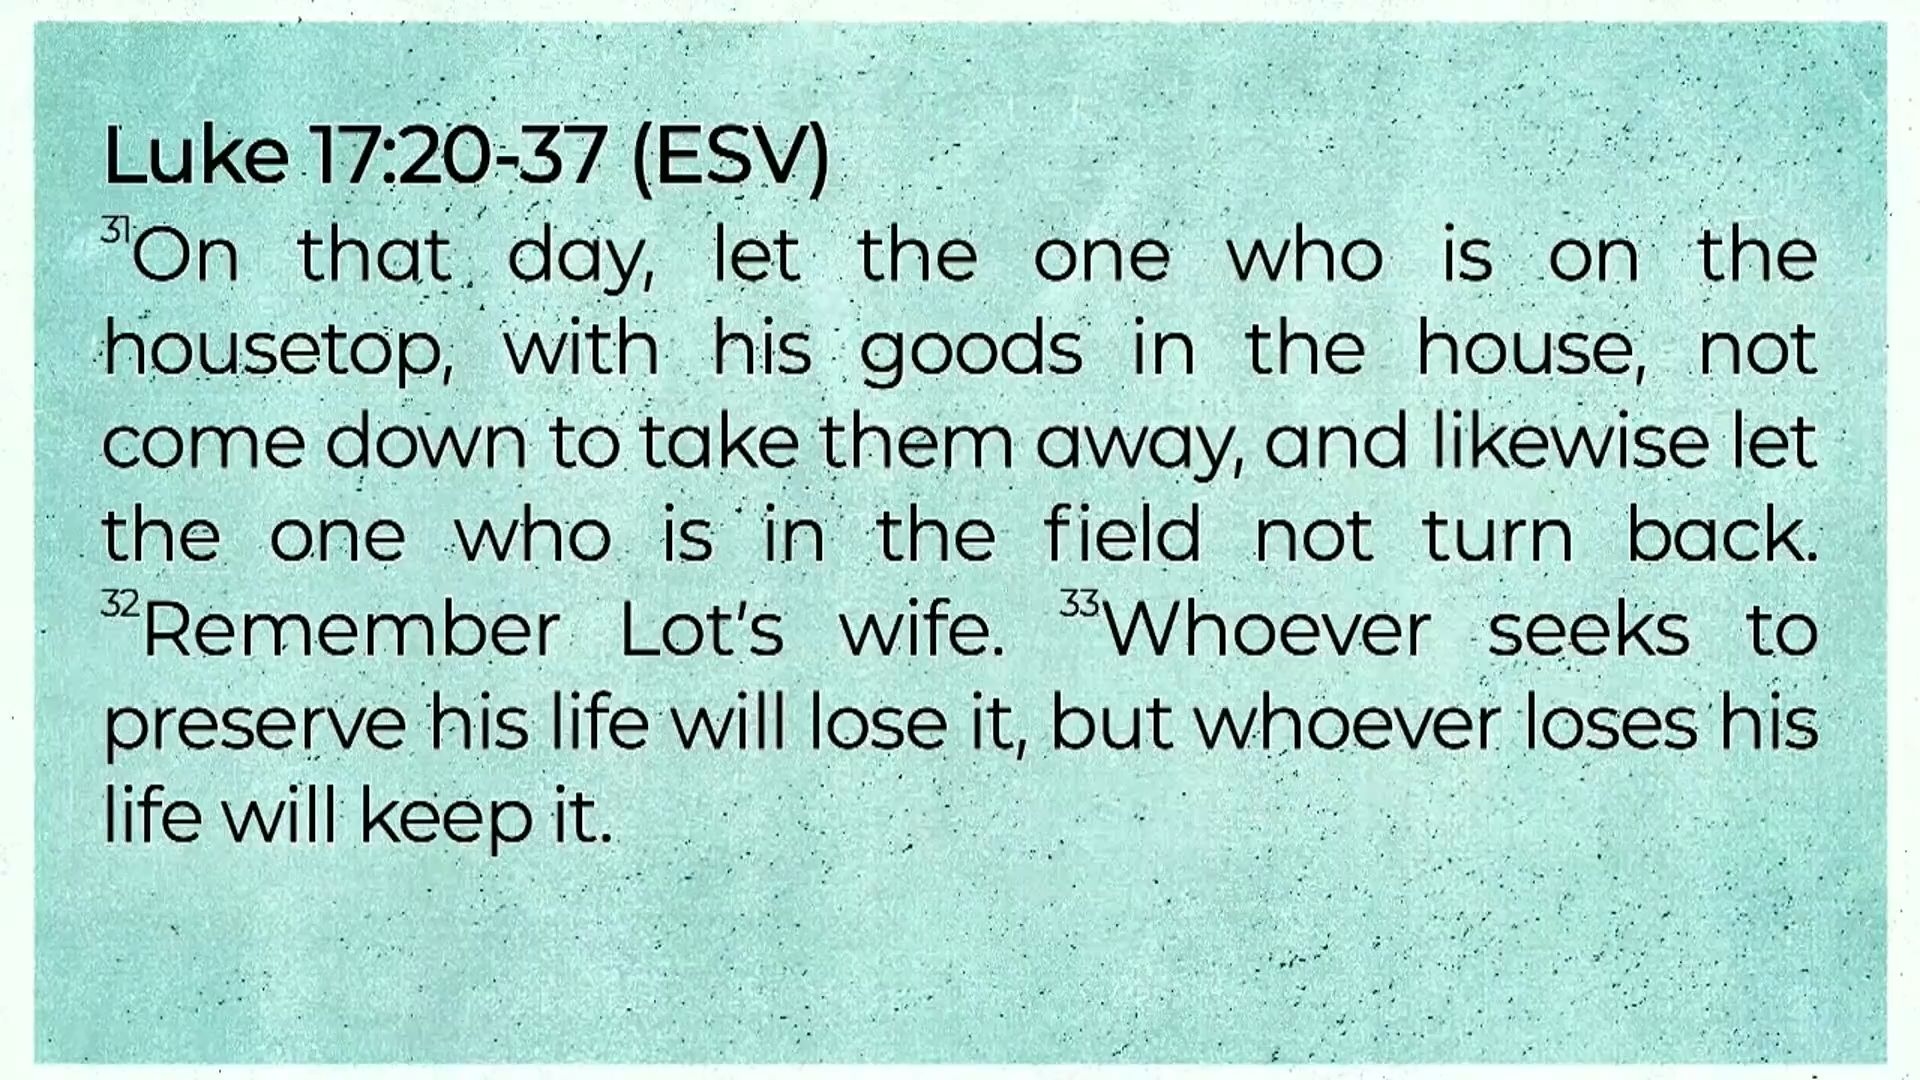 Luke 17:20-37 (ESV)
31On that day, let the one who is on the
housetop, with his goods in the house, not
come down to take them away, and likewise let
the one who is in the field not turn back.
32Remember Lot's wife. 33Whoever seeks to
preserve his life will lose it, but whoever loses his
life will keep it.